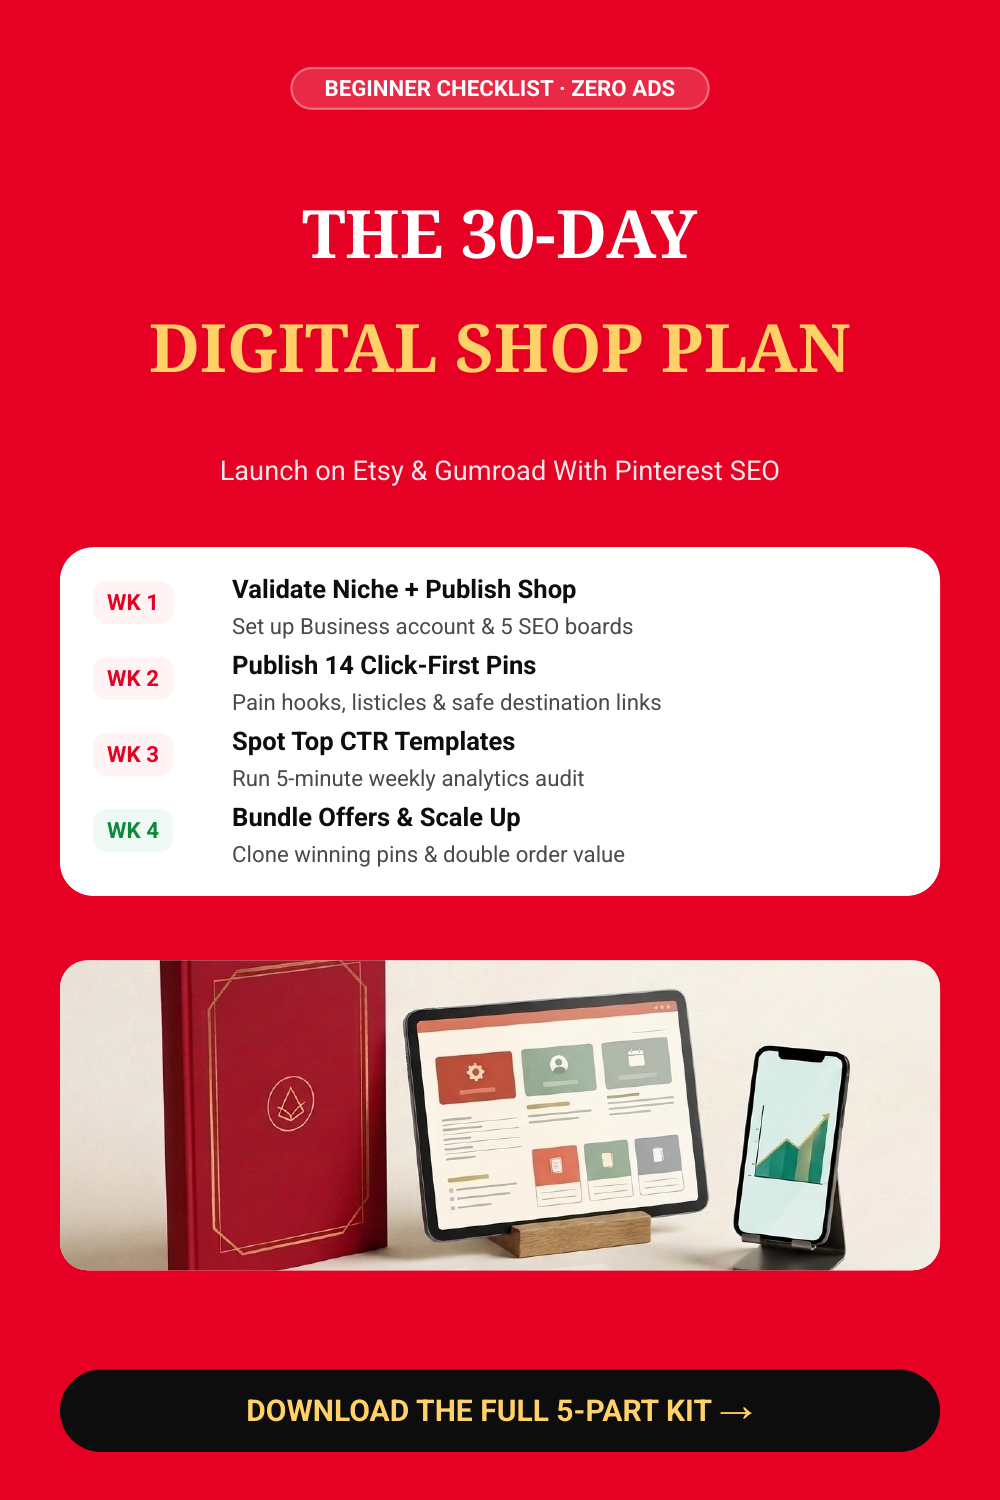 BEGINNER CHECKLIST · ZERO ADS
THE 30-DAY
DIGITAL SHOP PLAN
Launch on Etsy & Gumroad With Pinterest SEO
WK 1
Validate Niche + Publish Shop
Set up Business account & 5 SEO boards
WK 2
Publish 14 Click-First Pins
Pain hooks, listicles & safe destination links
WK 3
Spot Top CTR Templates
Run 5-minute weekly analytics audit
WK 4
Bundle Offers & Scale Up
Clone winning pins & double order value
DOWNLOAD THE FULL 5-PART KIT →